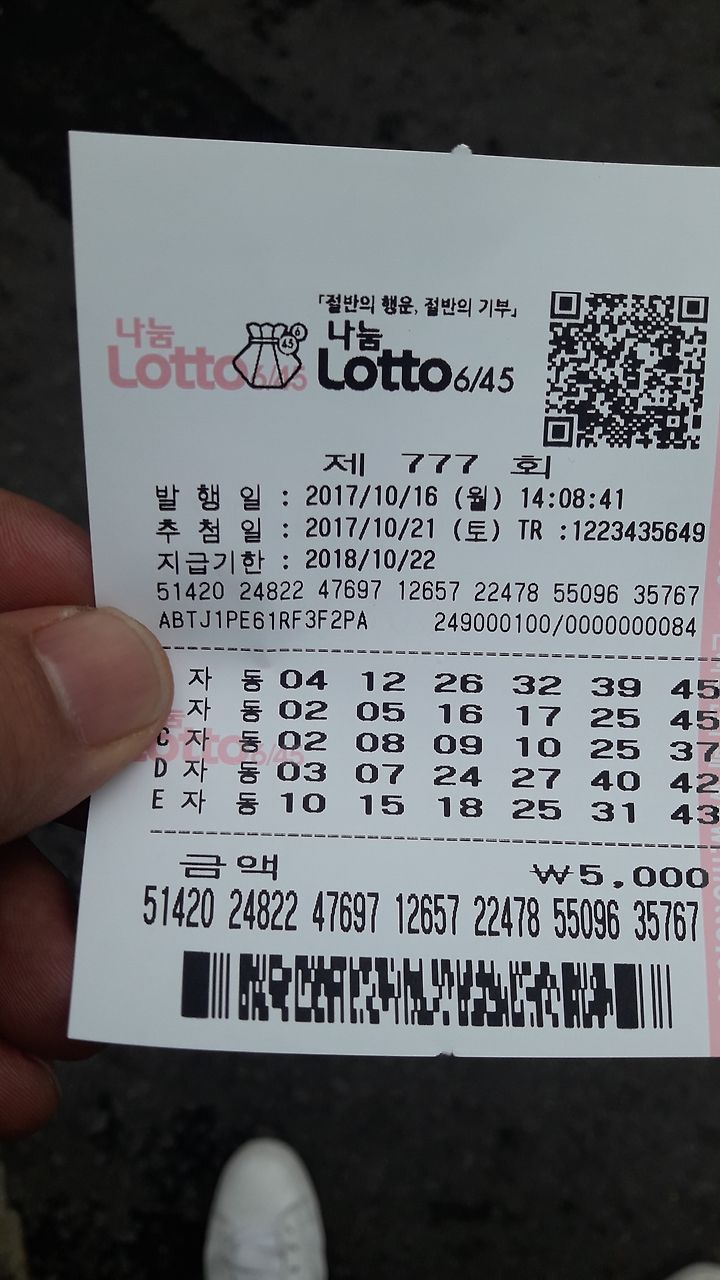 「절반의 행운, 절반의 기부」
나눔
Lotto 6/45
나눔
Lotto6/45
제 777 회
발 행 일 : 2017/10/16 (월) 14:08:41
추 첨 일 : 2017/10/21 (토) TR :1223435649
지급기한 : 2018/10/22
51420 24822 47697 12657 22478 55096 35767
ABTJ1PE61RF3F2PA 249000100/0000000084
자 동 04 12 26 32 39 45
자 동 02 05 16 17 25 45
C 자 동 02 08 09 10 25 37
D 자 동 03 07 24 27 40 42
E 자 동 10 15 18 25 31 43
금액 ₩5,000
51420 24822 47697 12657 22478 55096 35767